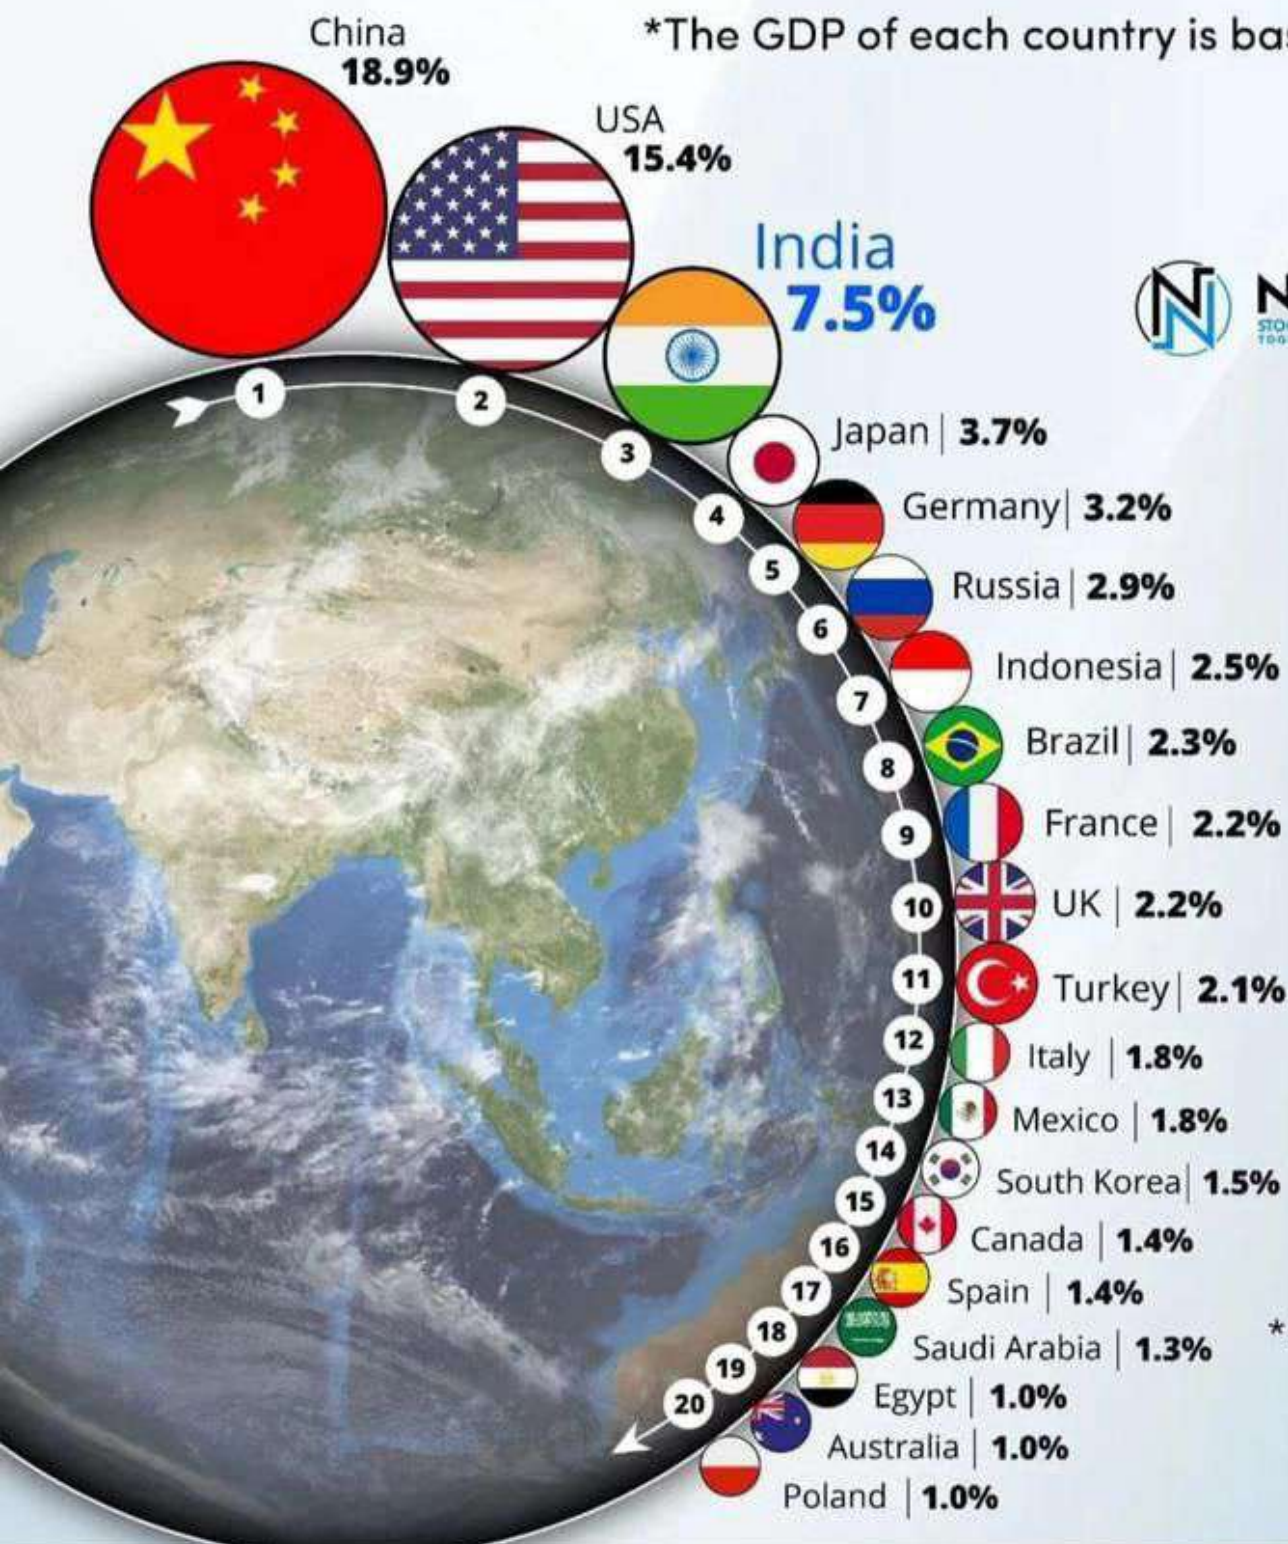 *The GDP of each country is
China
18.9%
USA
15.4%
India
7.5%
N
Japan | 3.7%
Germany | 3.2%
Russia | 2.9%
Indonesia | 2.5%
Brazil | 2.3%
France | 2.2%
UK | 2.2%
Turkey | 2.1%
Italy | 1.8%
Mexico | 1.8%
South Korea | 1.5%
Canada | 1.4%
Spain | 1.4%
Saudi Arabia | 1.3%
*
Egypt | 1.0%
Australia | 1.0%
Poland | 1.0%
1
2
3
4
5
6
7
8
9
10
11
12
13
14
15
16
17
18
19
20